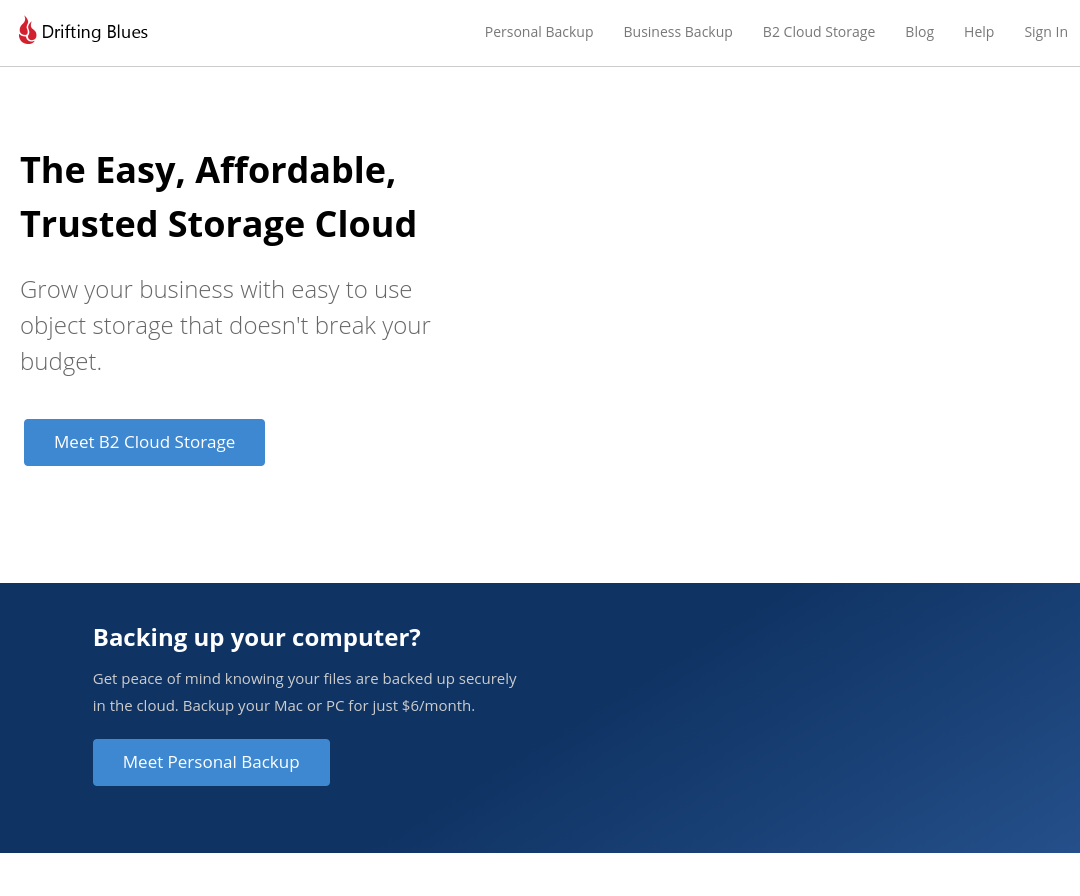 Drifting Blues
Personal Backup Business Backup B2 Cloud Storage Blog Help Sign In
The Easy, Affordable,
Trusted Storage Cloud
Grow your business with easy to use
object storage that doesn't break your
budget.
Meet B2 Cloud Storage
Backing up your computer?
Get peace of mind knowing your files are backed up securely
in the cloud. Backup your Mac or PC for just $6/month.
Meet Personal Backup